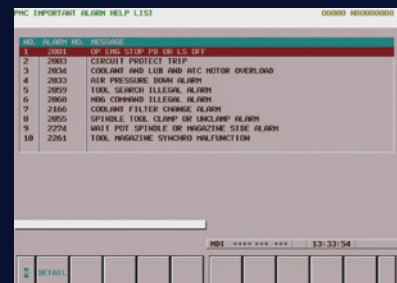 PMC IMPORTANT ALARM HELP LIST 00000 N00000000
NO. ALARM NO. MESSAGE
1 2001 OP EMG STOP PB OR LS OFF
2 2003 CIRCUIT PROTECT TRIP
3 2034 COOLANT AND LUB AND ATC MOTOR OVERLOAD
4 2033 AIR PRESSURE DOWN ALARM
5 2059 TOOL SEARCH ILLEGAL ALARM
6 2060 M06 COMMAND ILLEGAL ALARM
7 2166 COOLANT FILTER CHANGE ALARM
8 2055 SPINDLE TOOL CLAMP OR UNCLAMP ALARM
9 2274 WAIT POT SPINDLE OR MAGAZINE SIDE ALARM
10 2261 TOOL MAGAZINE SYNCHRO MALFUNCTION
MDI **** *** *** 13:33:54
DETAIL